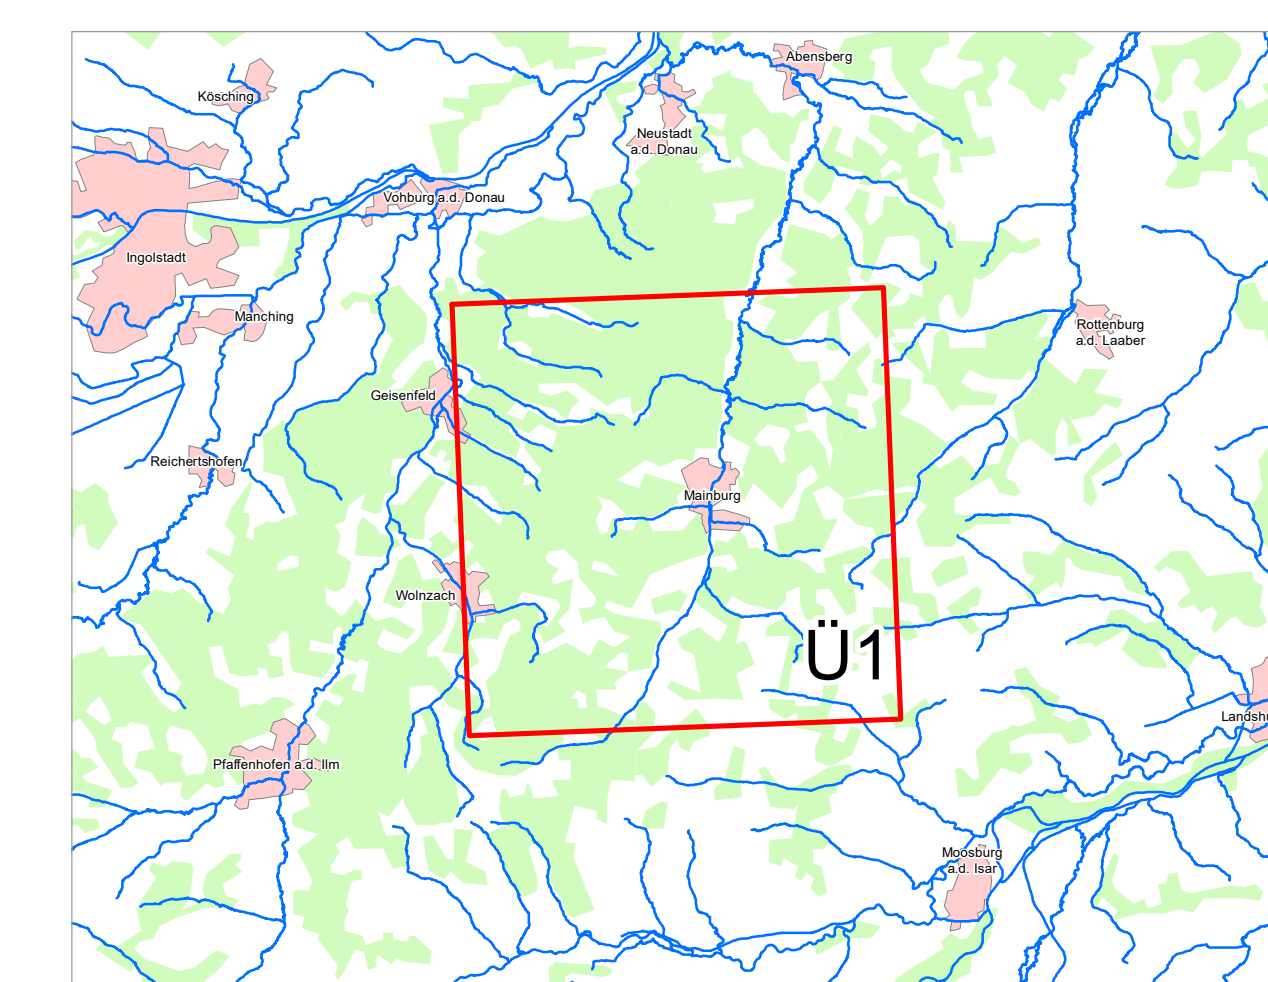 Abensberg
Kösching
Neustadt
a.d. Donau
Vohburg a.d. Donau
Ingolstadt
Manching
Rottenburg
a.d. Laaber
Geisenfeld
Reichertshofen
Mainburg
Wolnzach
Ü1
Landshu
Pfaffenhofen a.d. Ilm
Moosburg
a.d. Isar